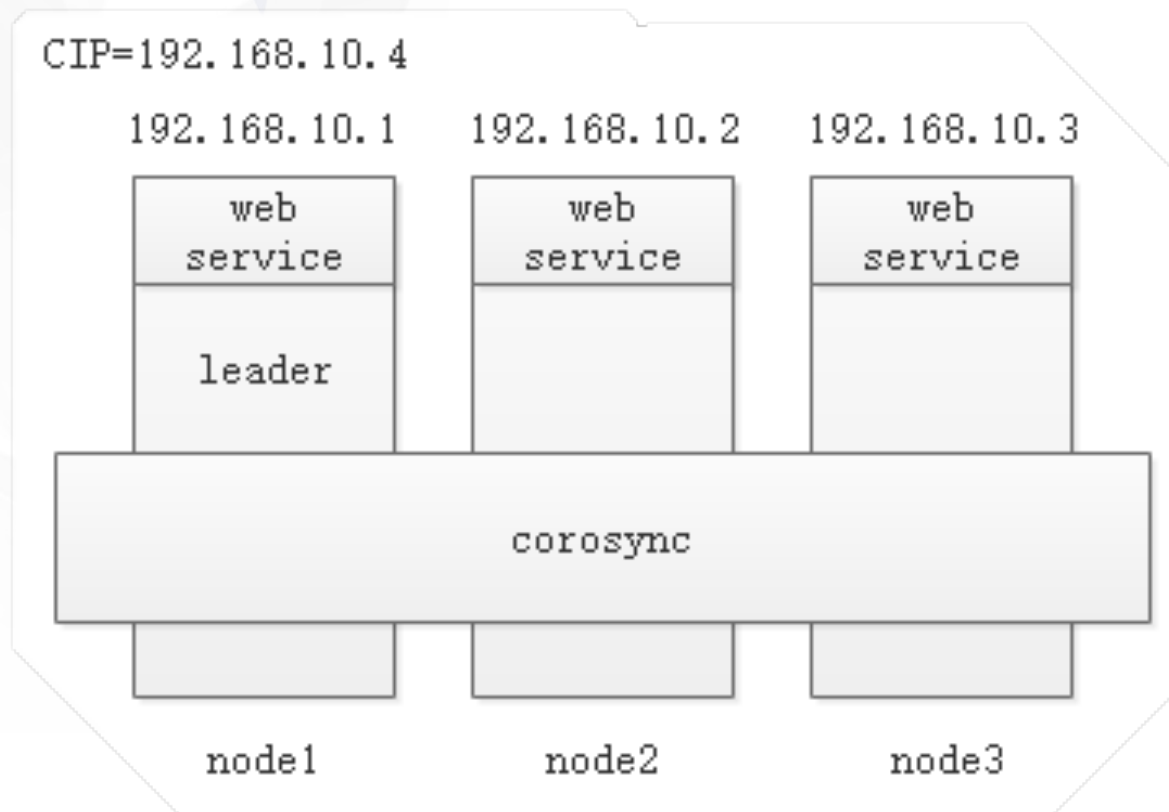 CIP=192.168.10.4
192.168.10.1
192.168.10.2
192.168.10.3
web
service
web
service
web
service
leader
corosync
node1
node2
node3